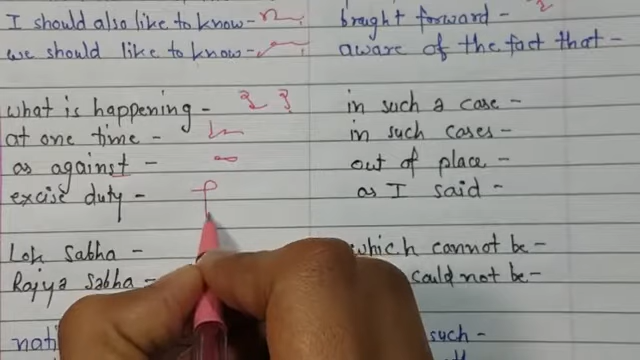 I should also like to know -
we should like to know -
what is happening -
at one time -
as against -
excise duty -
Lok Sabha -
Rajya Sabha -
brught forward -
aware of the fact that -
in such a case -
in such cases -
out of place -
as I said -
which cannot be -
could not be -
such -